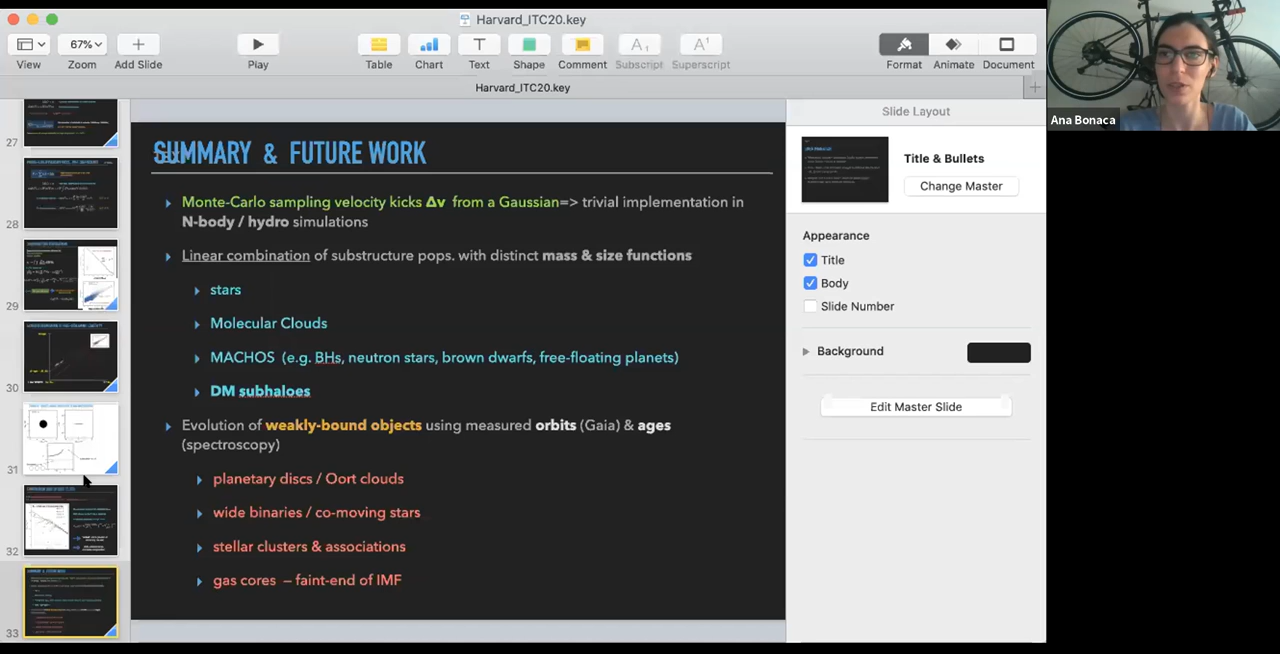 Harvard_ITC20.key
67%
View
Zoom
Add Slide
Play
Table
Chart
Text
Shape
Comment
Subscript
Superscript
Format
Animate
Document
Harvard_ITC20.key
Ana Bonaca
27
28
29
30
31
32
33
SUMMARY & FUTURE WORK
Monte-Carlo sampling velocity kicks Δv from a Gaussian=> trivial implementation in
N-body / hydro simulations
Linear combination of substructure pops. with distinct mass & size functions
stars
Molecular Clouds
MACHOS (e.g. BHs, neutron stars, brown dwarfs, free-floating planets)
DM subhaloes
Evolution of weakly-bound objects using measured orbits (Gaia) & ages
(spectroscopy)
planetary discs / Oort clouds
wide binaries / co-moving stars
stellar clusters & associations
gas cores – faint-end of IMF
Slide Layout
Title & Bullets
Change Master
Appearance
Title
Body
Slide Number
Background
Edit Master Slide